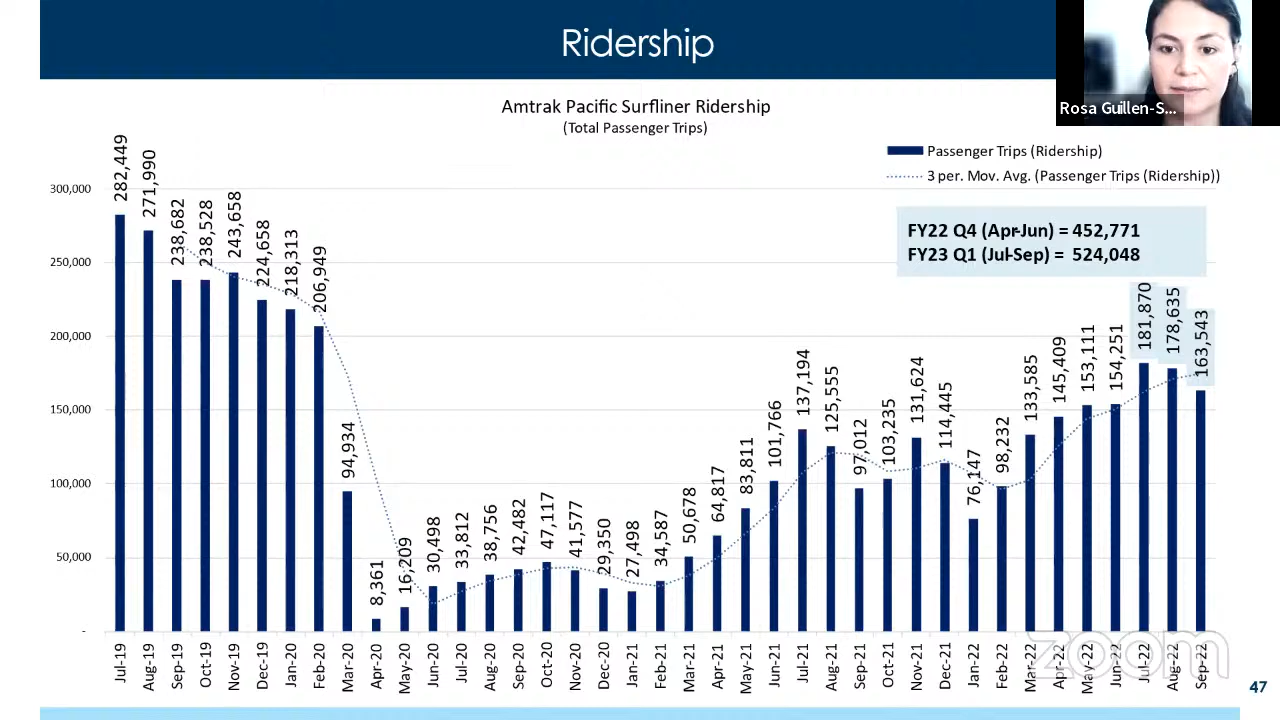 Ridership
Rosa Guillen-S...
Amtrak Pacific Surfliner Ridership
(Total Passenger Trips)
Passenger Trips (Ridership)
3 per. Mov. Avg. (Passenger Trips (Ridership))
FY22 Q4 (Apr-Jun) = 452,771
FY23 Q1 (Jul-Sep) = 524,048
300,000
250,000
200,000
150,000
100,000
50,000
-
282,449
271,990
238,682
238,528
243,658
224,658
218,313
206,949
94,934
8,361
16,209
30,498
33,812
38,756
42,482
47,117
41,577
29,350
27,498
34,587
50,678
64,817
83,811
101,766
137,194
125,555
97,012
103,235
131,624
114,445
76,147
98,232
133,585
145,409
153,111
154,251
181,870
178,635
163,543
Jul-19
Aug-19
Sep-19
Oct-19
Nov-19
Dec-19
Jan-20
Feb-20
Mar-20
Apr-20
May-20
Jun-20
Jul-20
Aug-20
Sep-20
Oct-20
Nov-20
Dec-20
Jan-21
Feb-21
Mar-21
Apr-21
May-21
Jun-21
Jul-21
Aug-21
Sep-21
Oct-21
Nov-21
Dec-21
Jan-22
Feb-22
Mar-22
Apr-22
May-22
Jun-22
Jul-22
Aug-22
Sep-22
zoom
47